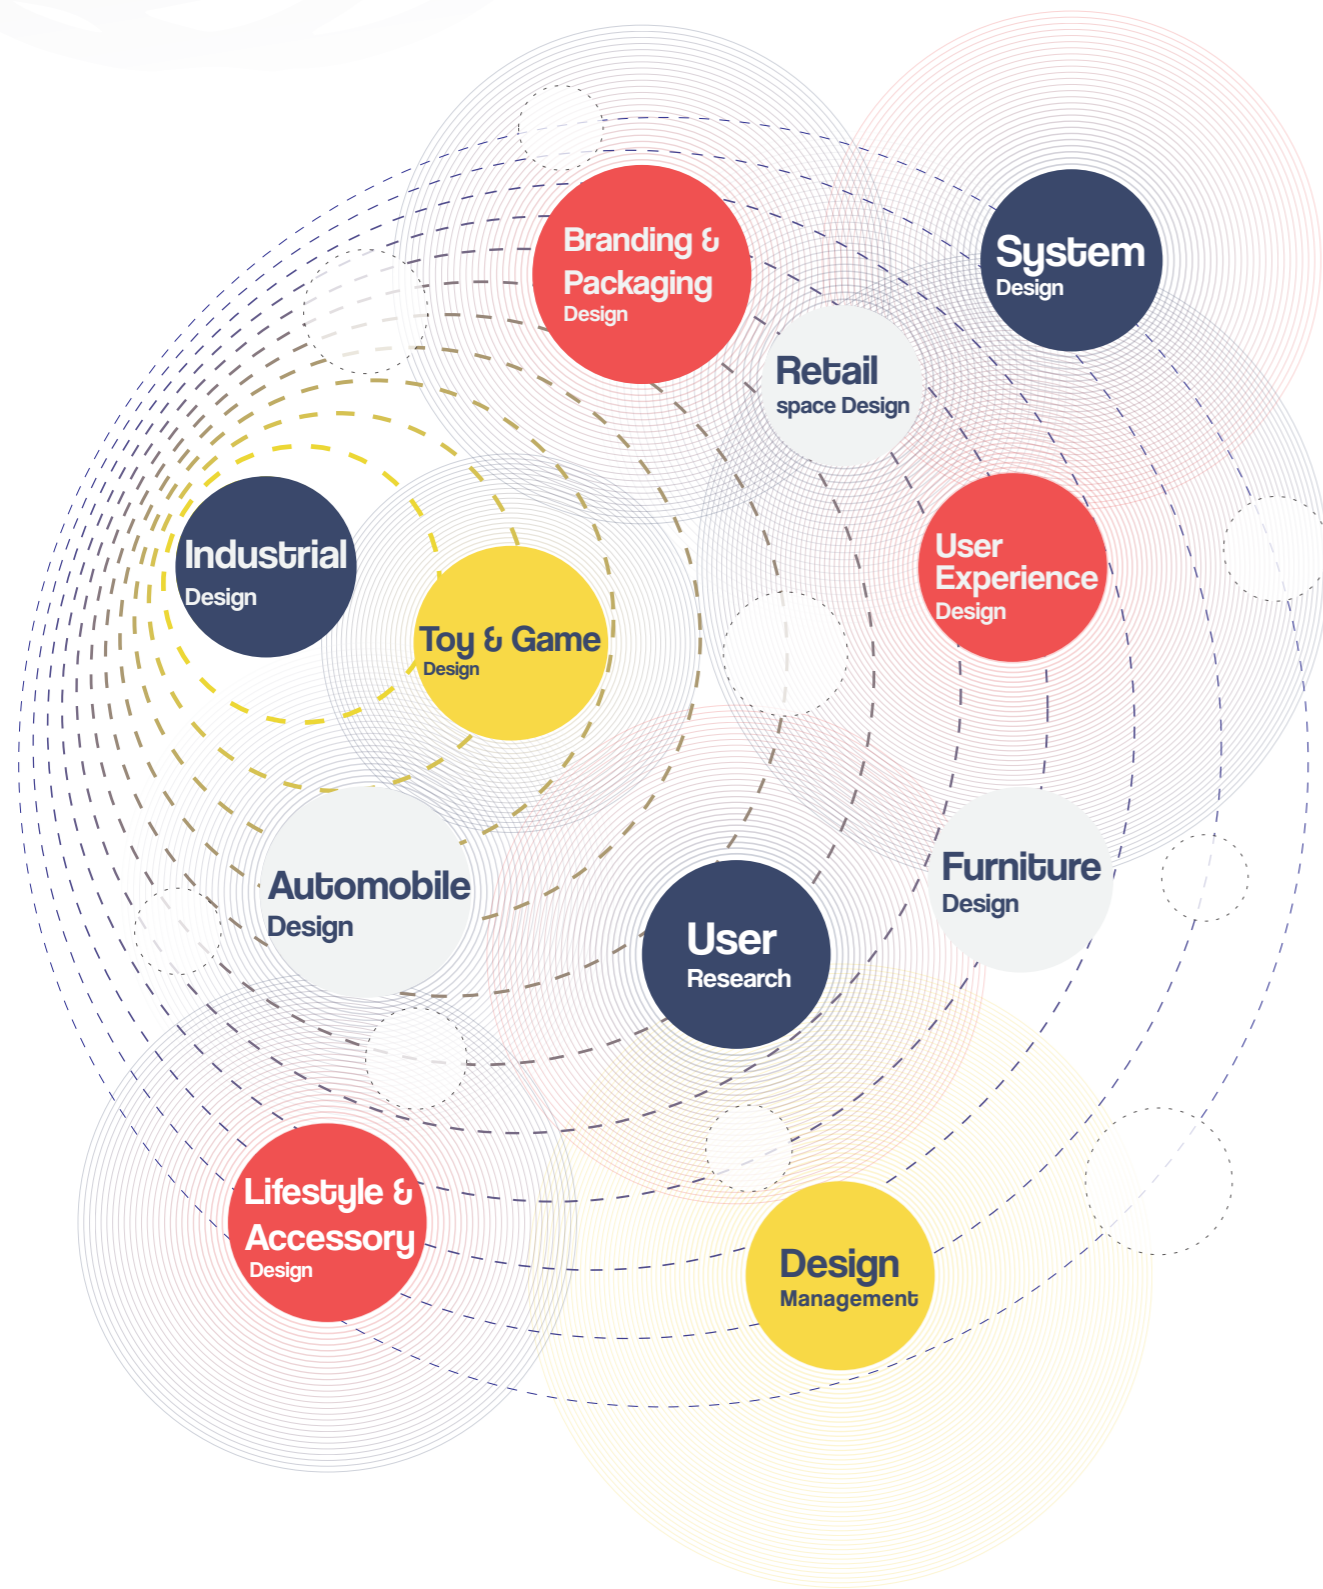 Branding &
Packaging
Design
System
Design
Retail
space Design
Industrial
Design
User
Experience
Design
Toy & Game
Design
Automobile
Design
Furniture
Design
User
Research
Lifestyle &
Accessory
Design
Design
Management